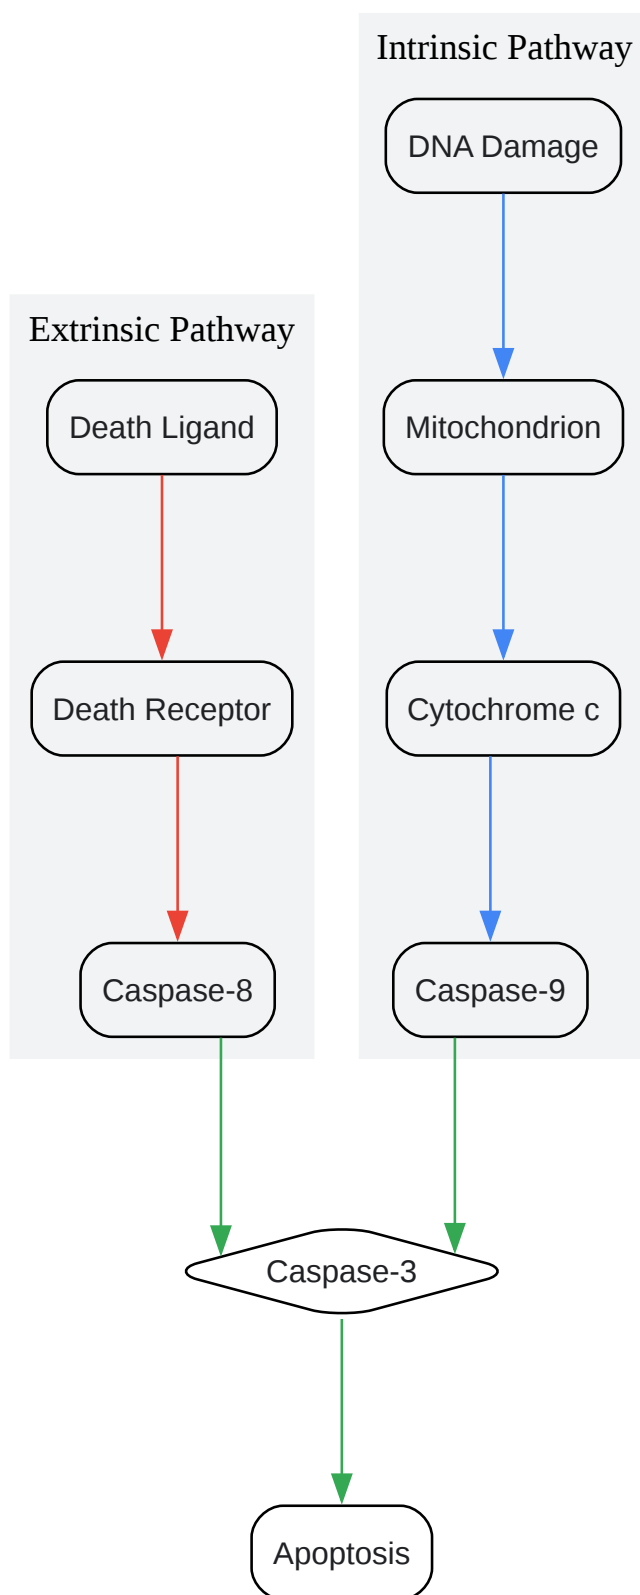 Intrinsic Pathway
DNA Damage
Extrinsic Pathway
Death Ligand
Mitochondrion
Death Receptor
Cytochrome c
Caspase-8
Caspase-9
Caspase-3
Apoptosis